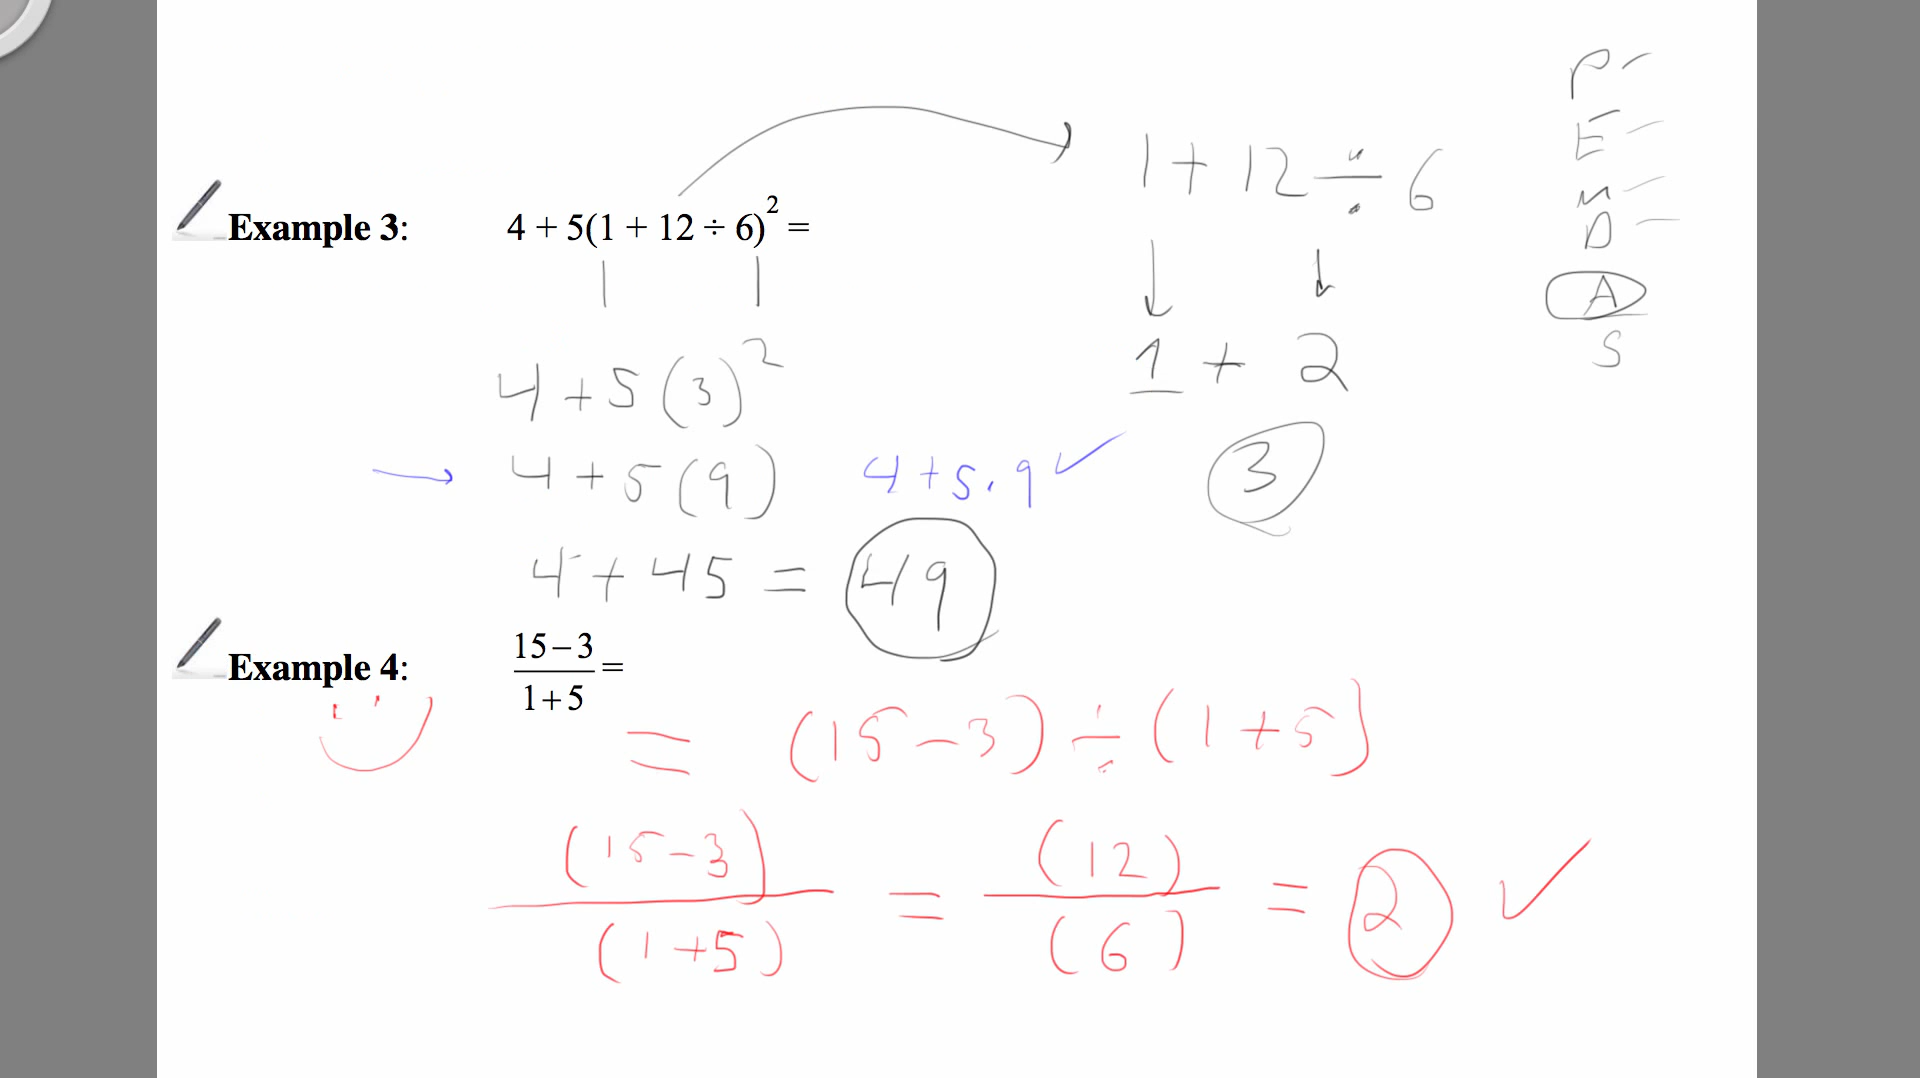 Example 3: 4 + 5(1 + 12 ÷ 6)² =
1 + 12 ÷ 6
1 + 2
3
P
E
M
D
A
S
4 + 5 (3)²
4 + 5 (9) 4 + 5 · 9 ✓
4 + 45 = 49
Example 4: 15 − 3
1 + 5 =
= (15 − 3) ÷ (1 + 5)
(15 − 3) = (12) = 2 ✓
(1 + 5) (6)